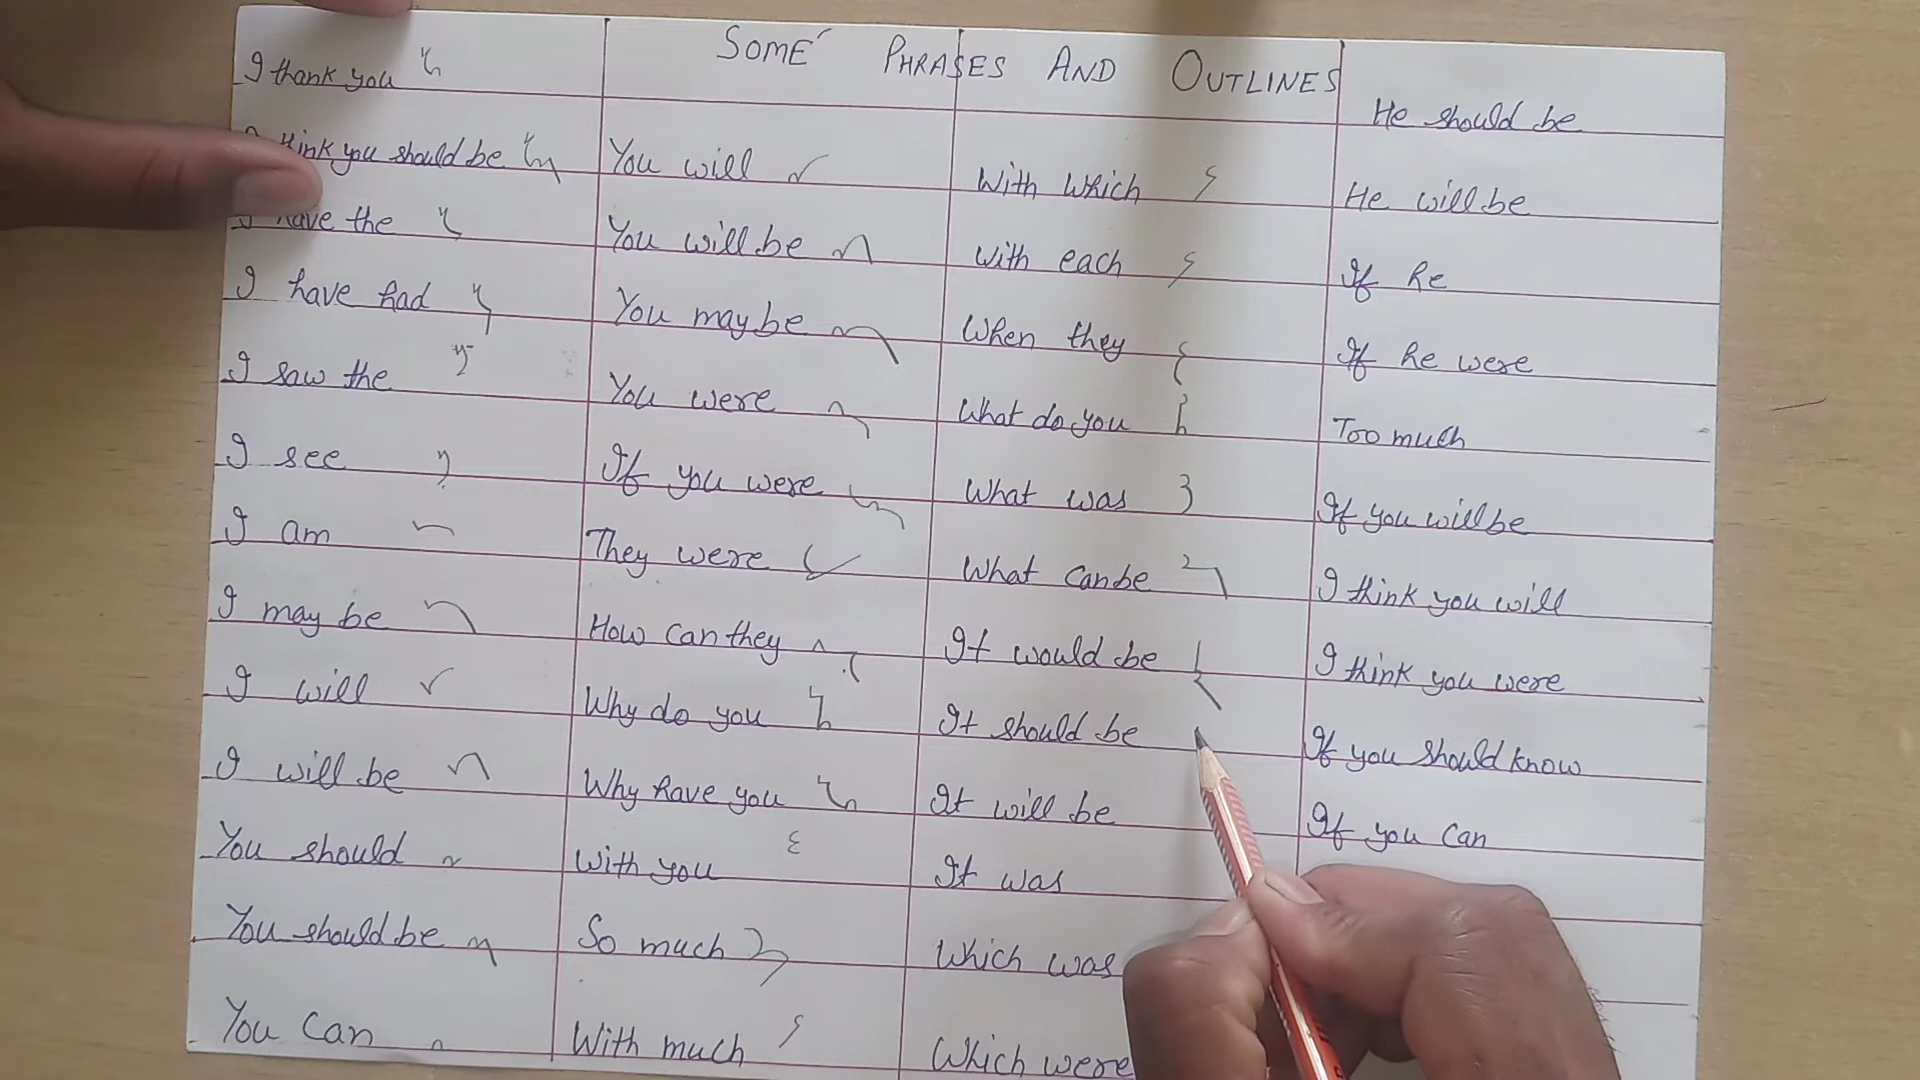 SOME PHRASES AND OUTLINES
I thank you
think you should be
have the
I have had
I saw the
I see
I am
I may be
I will
I will be
You should
You should be
You can
You will
You will be
You may be
You were
If you were
They were
How can they
Why do you
Why have you
With you
So much
With much
With which
With each
When they
What do you
What was
What can be
It would be
It should be
It will be
It was
Which was
Which were
He should be
He will be
If he
If he were
Too much
If you will be
I think you will
I think you were
If you should know
If you can